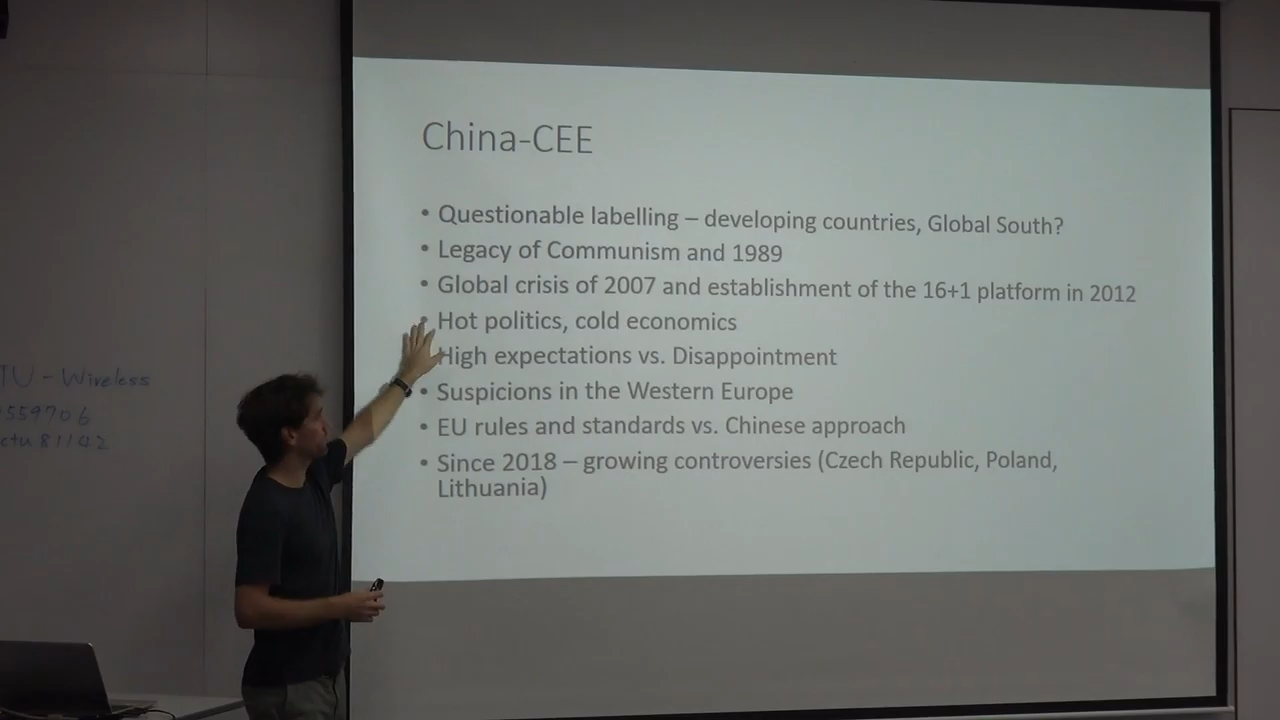 China-CEE
• Questionable labelling – developing countries, Global South?
• Legacy of Communism and 1989
• Global crisis of 2007 and establishment of the 16+1 platform in 2012
• Hot politics, cold economics
High expectations vs. Disappointment
• Suspicions in the Western Europe
• EU rules and standards vs. Chinese approach
• Since 2018 – growing controversies (Czech Republic, Poland,
Lithuania)
TU - Wireless
559706
ctu 81142